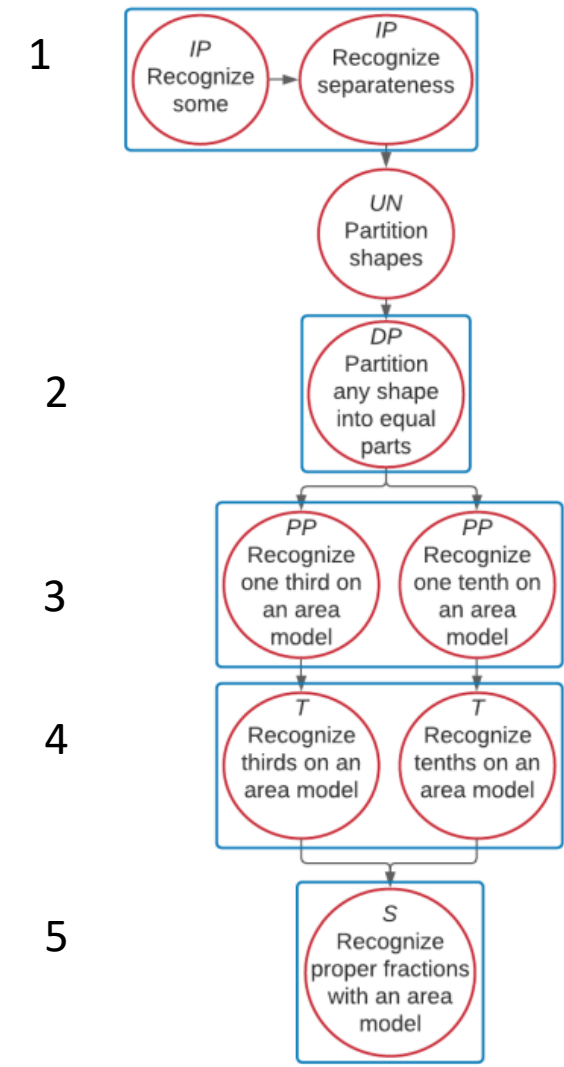 1
IP
Recognize
some
IP
Recognize
separateness
UN
Partition
shapes
2
DP
Partition
any shape
into equal
parts
3
PP
Recognize
one third on
an area
model
PP
Recognize
one tenth on
an area
model
4
T
Recognize
thirds on an
area model
T
Recognize
tenths on an
area model
5
S
Recognize
proper fractions
with an area
model